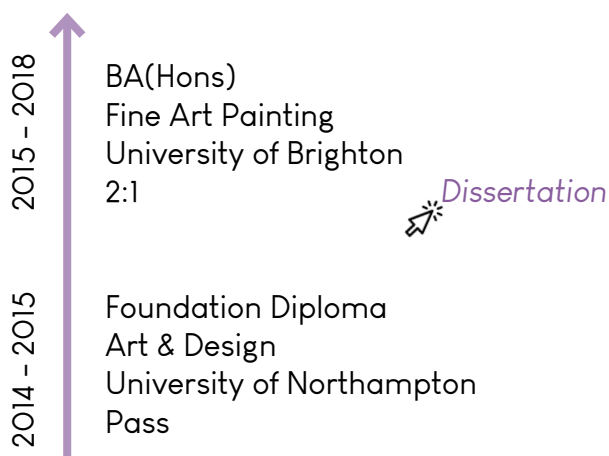 2015 - 2018
BA(Hons)
Fine Art Painting
University of Brighton
2:1
Dissertation
2014 - 2015
Foundation Diploma
Art & Design
University of Northampton
Pass